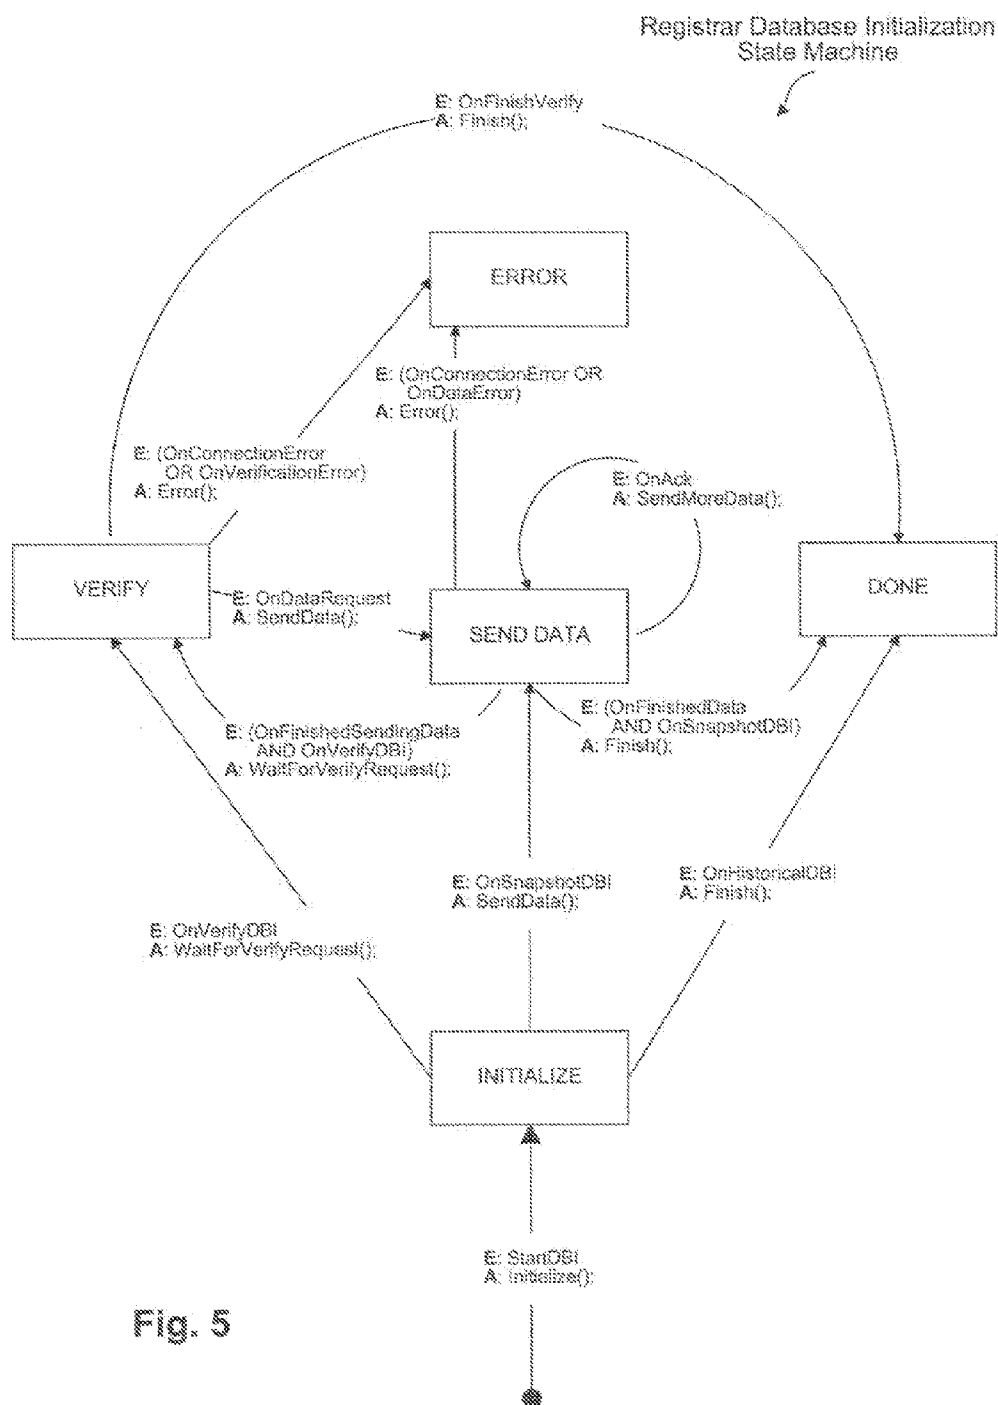 Registrar Database Initialization
State Machine
E: OnFinishVerify
A: Finish();
ERROR
E: (OnConnectionError OR
OnDataError)
A: Error();
E: (OnConnectionError
OR OnVerificationError)
A: Error();
E: OnAck
A: SendMoreData();
VERIFY
DONE
E: OnDataRequest
A: SendData();
SEND DATA
E: (OnFinishedSendingData
AND OnVerifyDBI)
A: WaitForVerifyRequest();
E: (OnFinishedData
AND OnSnapshotDBI)
A: Finish();
E: OnSnapshotDBI
A: SendData();
E: OnHistoricalDBI
A: Finish();
E: OnVerifyDBI
A: WaitForVerifyRequest();
INITIALIZE
E: StartDBI
A: Initialize();
Fig. 5